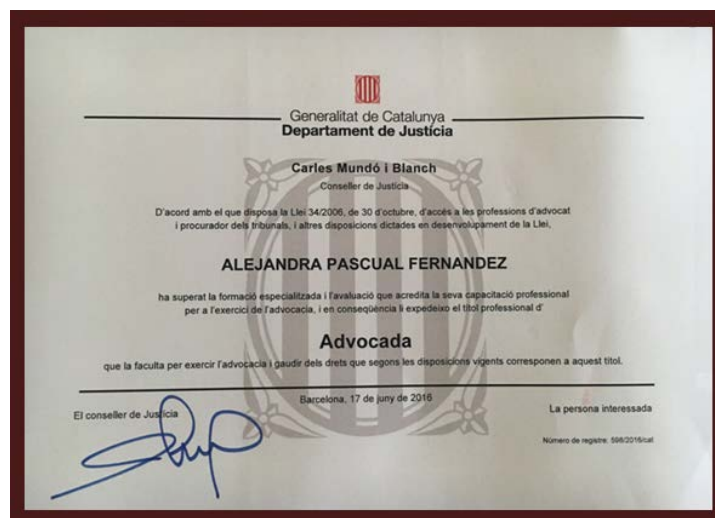 Generalitat de Catalunya
Departament de Justícia
Carles Mundó i Blanch
Conseller de Justícia
D'acord amb el que disposa la Llei 34/2006, de 30 d'octubre, d'accés a les professions d'advocat
i procurador dels tribunals, i altres disposicions dictades en desenvolupament de la Llei,
ALEJANDRA PASCUAL FERNANDEZ
ha superat la formació especialitzada i l'avaluació que acredita la seva capacitació professional
per a l'exercici de l'advocacia, i en conseqüència li expedeixo el títol professional d'
Advocada
que la faculta per exercir l'advocacia i gaudir dels drets que segons les disposicions vigents corresponen a aquest títol.
Barcelona, 17 de juny de 2016
El conseller de Justícia
La persona interessada
Número de registre: 598/2016/cat